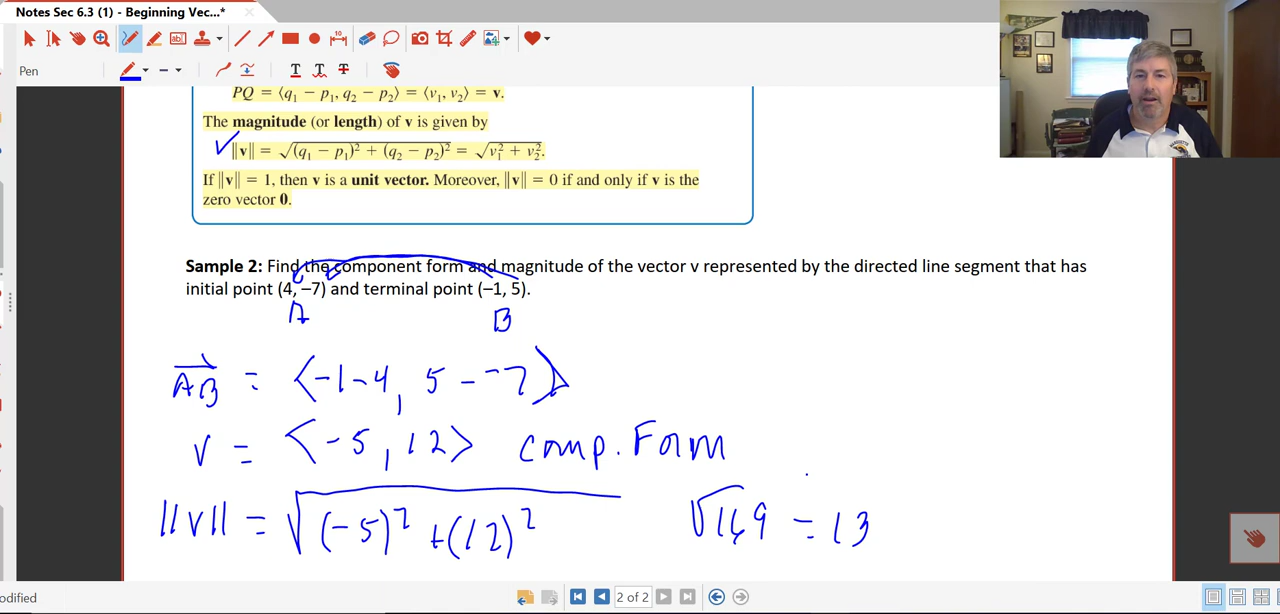 Notes Sec 6.3 (1) - Beginning Vec...*
Pen
PQ = ⟨q₁ − p₁, q₂ − p₂⟩ = ⟨v₁, v₂⟩ = v.
The magnitude (or length) of v is given by
‖v‖ = √(q₁ − p₁)² + (q₂ − p₂)² = √v₁² + v₂².
If ‖v‖ = 1, then v is a unit vector. Moreover, ‖v‖ = 0 if and only if v is the
zero vector 0.
Sample 2: Find the component form and magnitude of the vector v represented by the directed line segment that has
initial point (4, –7) and terminal point (–1, 5).
A B
AB = ⟨-1-4, 5--7⟩
v = ⟨-5, 12⟩ comp. Form
||v|| = √(-5)² + (12)² √169 = 13
odified
2 of 2